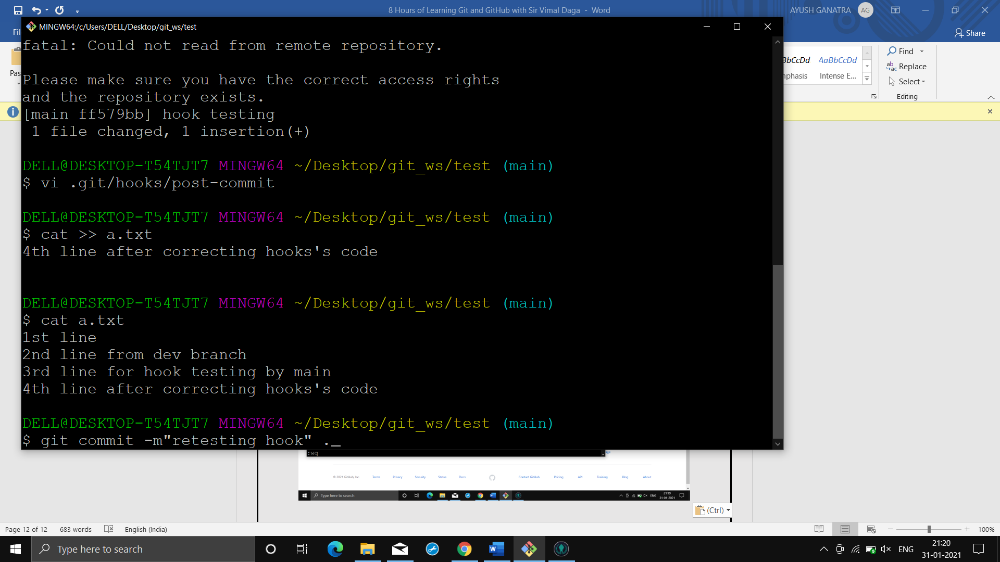 8 Hours of Learning Git and GitHub with Sir Vimal Daga - Word
AYUSH GANATRA
AG
MINGW64:/c/Users/DELL/Desktop/git_ws/test
Share
fatal: Could not read from remote repository.
Please make sure you have the correct access rights
and the repository exists.
[main ff579bb] hook testing
1 file changed, 1 insertion(+)
DELL@DESKTOP-T54TJT7 MINGW64 ~/Desktop/git_ws/test (main)
$ vi .git/hooks/post-commit
DELL@DESKTOP-T54TJT7 MINGW64 ~/Desktop/git_ws/test (main)
$ cat >> a.txt
4th line after correcting hooks's code
DELL@DESKTOP-T54TJT7 MINGW64 ~/Desktop/git_ws/test (main)
$ cat a.txt
1st line
2nd line from dev branch
3rd line for hook testing by main
4th line after correcting hooks's code
DELL@DESKTOP-T54TJT7 MINGW64 ~/Desktop/git_ws/test (main)
$ git commit -m"retesting hook" ._
AaBbCcDd
Intense E...
Find
Replace
Select
Editing
:wq
© 2021 GitHub, Inc. Terms Privacy Security Status Docs Contact GitHub Pricing API Training Blog About
Type here to search
ENG
21:19
31-01-2021
(Ctrl)
Page 12 of 12 683 words English (India) 100%
Type here to search
ENG
21:20
31-01-2021